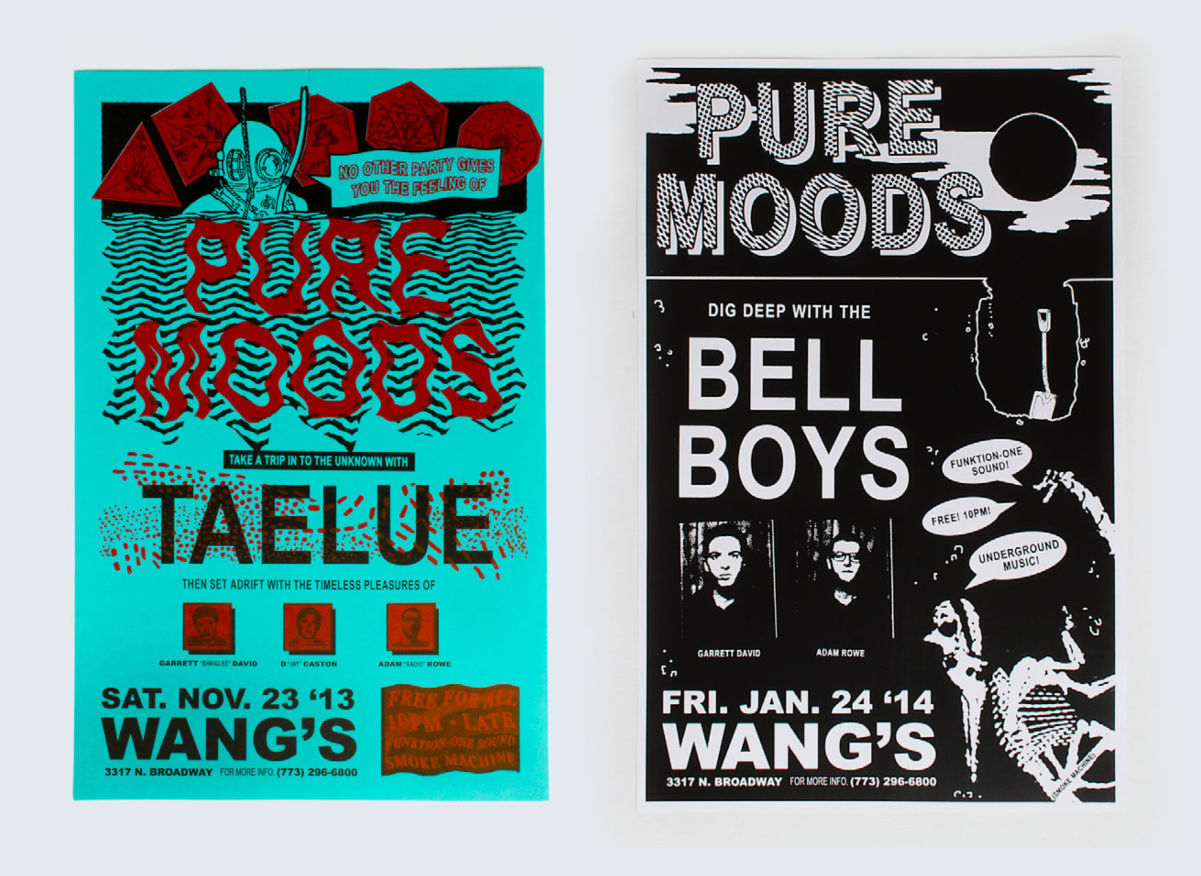 NO OTHER PARTY GIVES
YOU THE FEELING OF
PURE
MOODS
TAKE A TRIP IN TO THE UNKNOWN WITH
TAELUE
THEN SET ADRIFT WITH THE TIMELESS PLEASURES OF
GARRETT "SHRIGLEE" DAVID
D "JAY" CASTON
ADAM "RADIO" ROWE
SAT. NOV. 23 ‘13
WANG’S
3317 N. BROADWAY FOR MORE INFO. (773) 296-6800
FREE FOR ALL
10PM - LATE
FUNKTION-ONE SOUND
SMOKE MACHINE
PURE
MOODS
DIG DEEP WITH THE
BELL
BOYS
FUNKTION-ONE
SOUND!
FREE! 10PM!
UNDERGROUND
MUSIC!
GARRETT DAVID
ADAM ROWE
FRI. JAN. 24 ‘14
WANG’S
3317 N. BROADWAY FOR MORE INFO. (773) 296-6800
(SMOKE MACHINE)